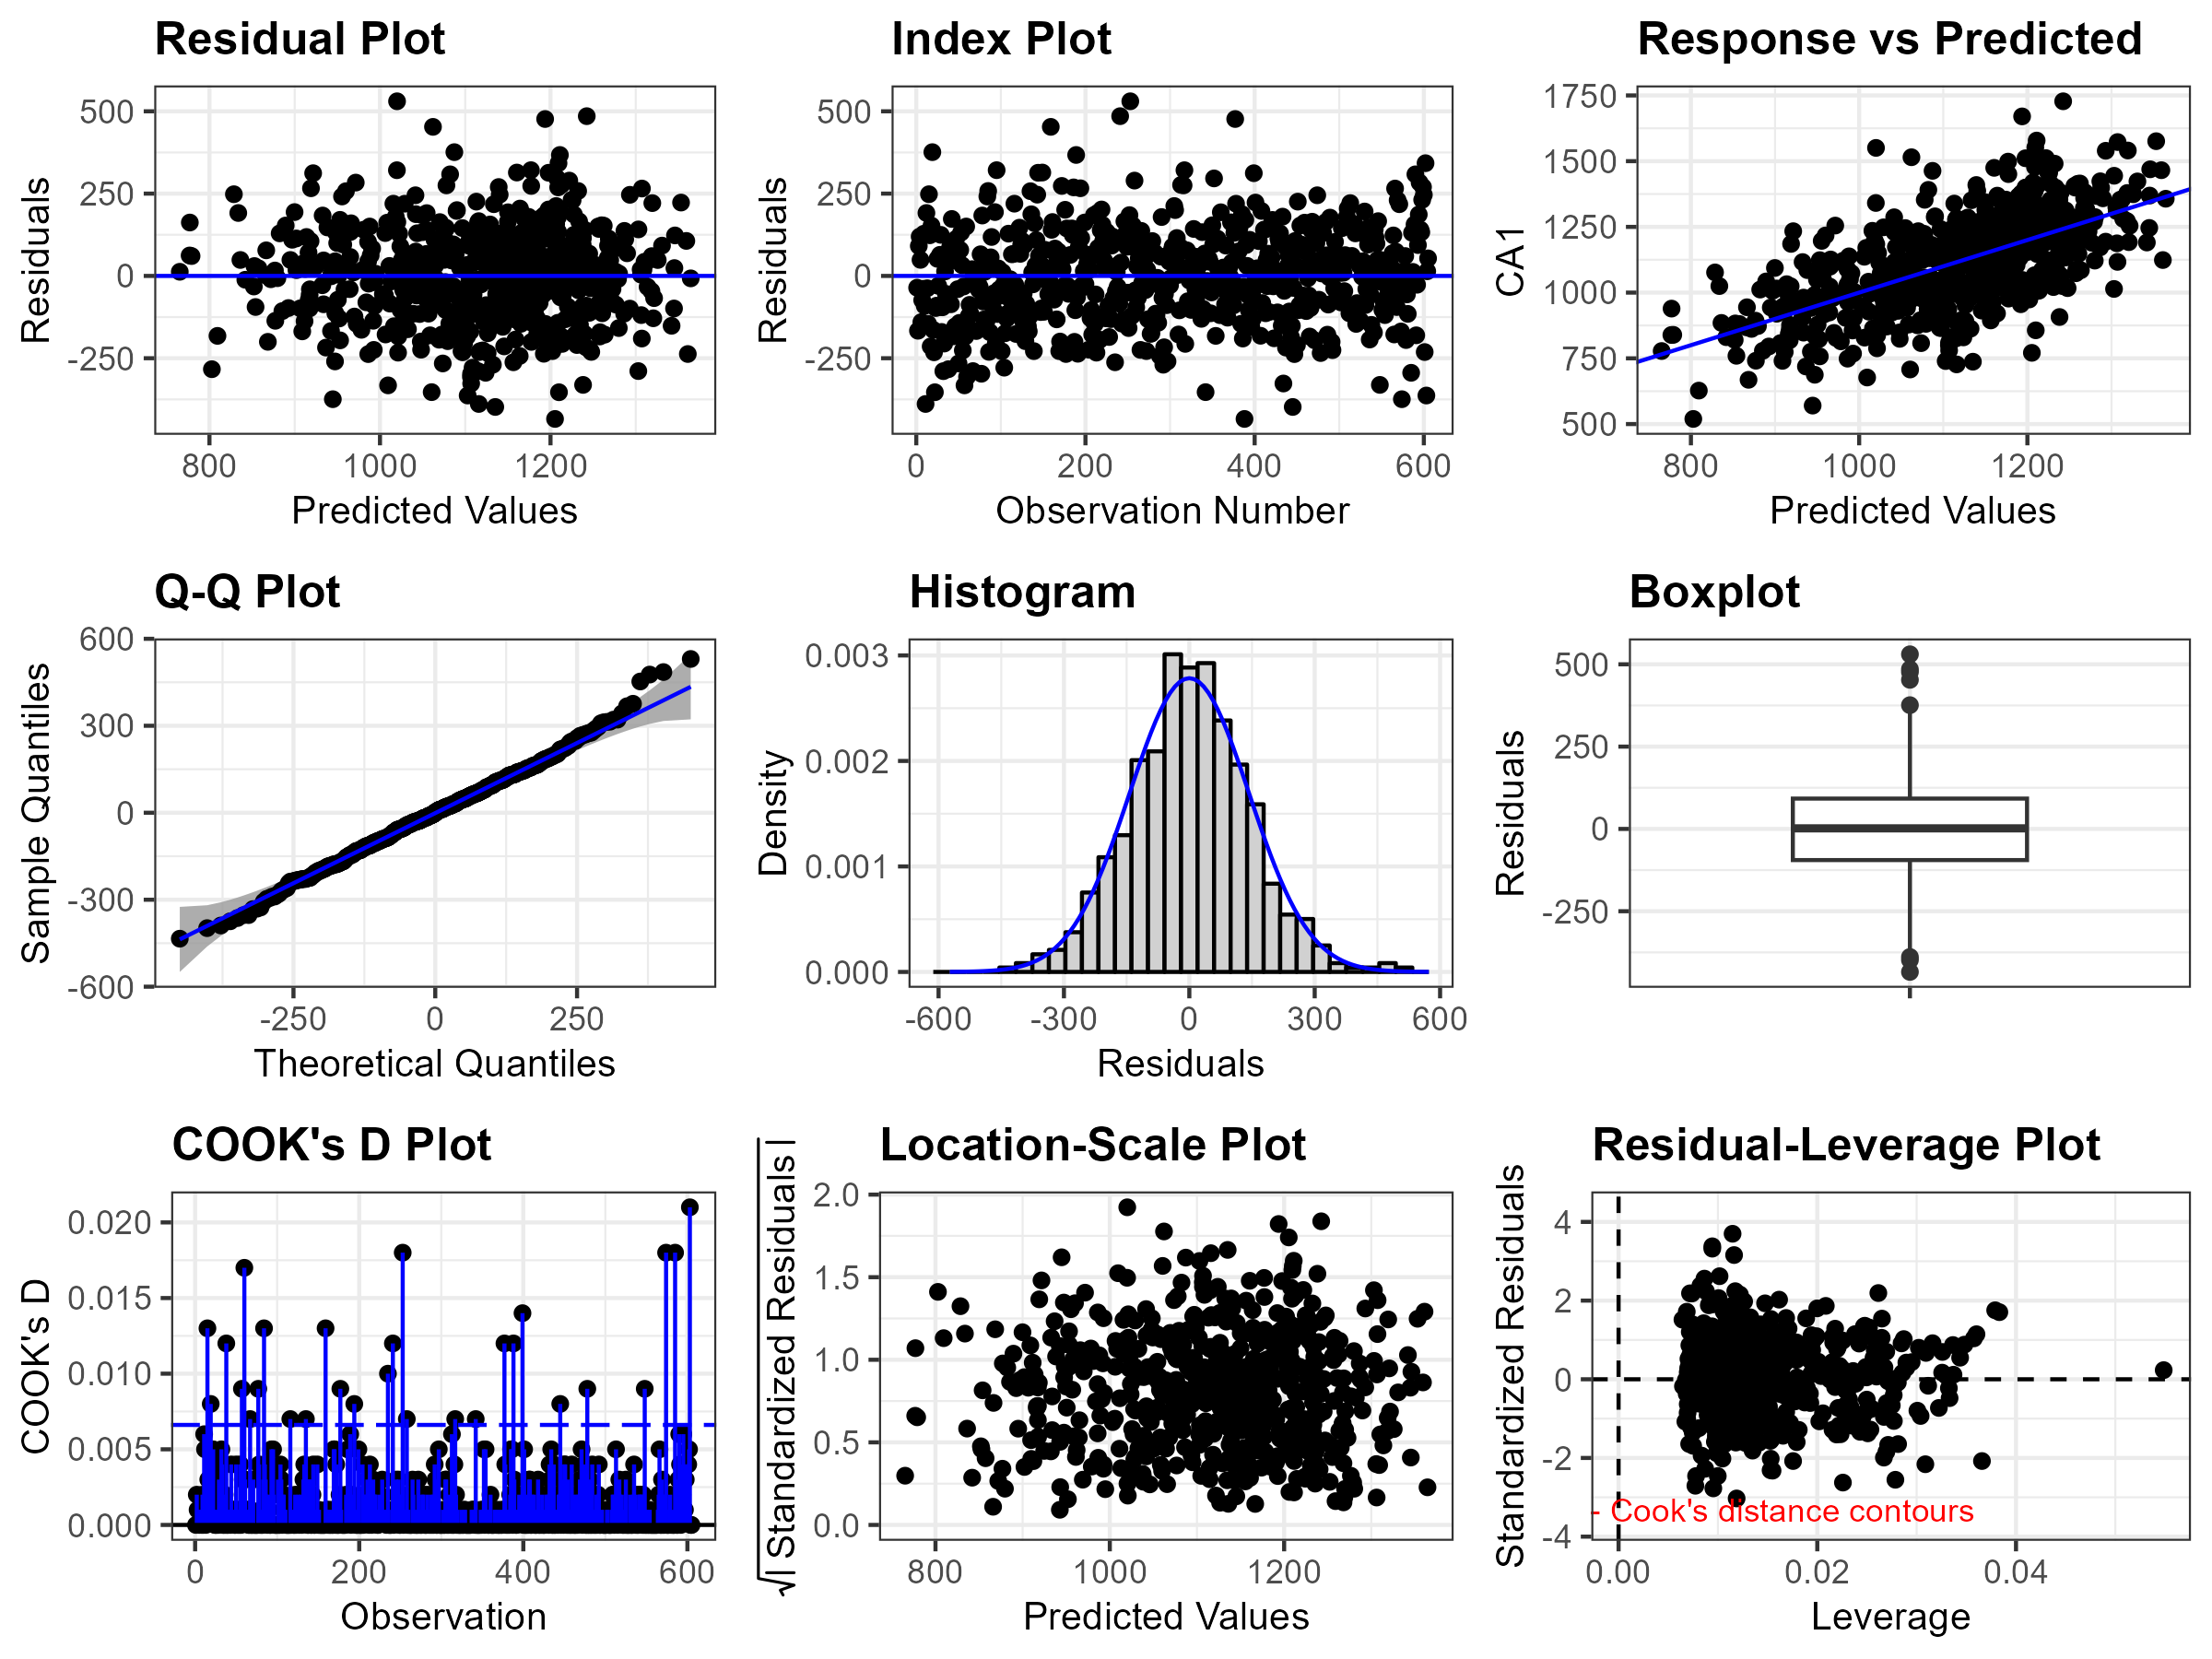 Residual Plot
Index Plot
Response vs Predicted
500
250
0
-250
Residuals
800
1000
1200
Predicted Values
500
250
0
-250
Residuals
0
200
400
600
Observation Number
1750
1500
1250
1000
750
500
CA1
800
1000
1200
Predicted Values
Q-Q Plot
Histogram
Boxplot
600
300
0
-300
-600
Sample Quantiles
-250
0
250
Theoretical Quantiles
0.003
0.002
0.001
0.000
Density
-600
-300
0
300
600
Residuals
500
250
0
-250
Residuals
COOK's D Plot
Location-Scale Plot
Residual-Leverage Plot
0.020
0.015
0.010
0.005
0.000
COOK's D
0
200
400
600
Observation
2.0
1.5
1.0
0.5
0.0
√| Standardized Residuals |
800
1000
1200
Predicted Values
4
2
0
-2
-4
Standardized Residuals
- Cook's distance contours
0.00
0.02
0.04
Leverage